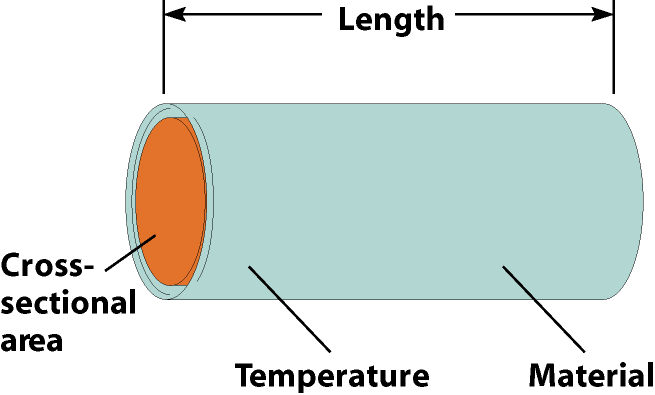 Length
Cross-
sectional
area
Temperature
Material